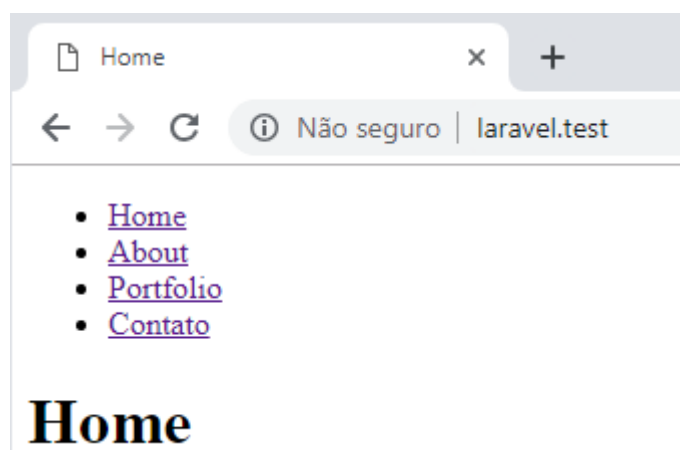 Home
Não seguro | laravel.test
Home
About
Portfolio
Contato
Home